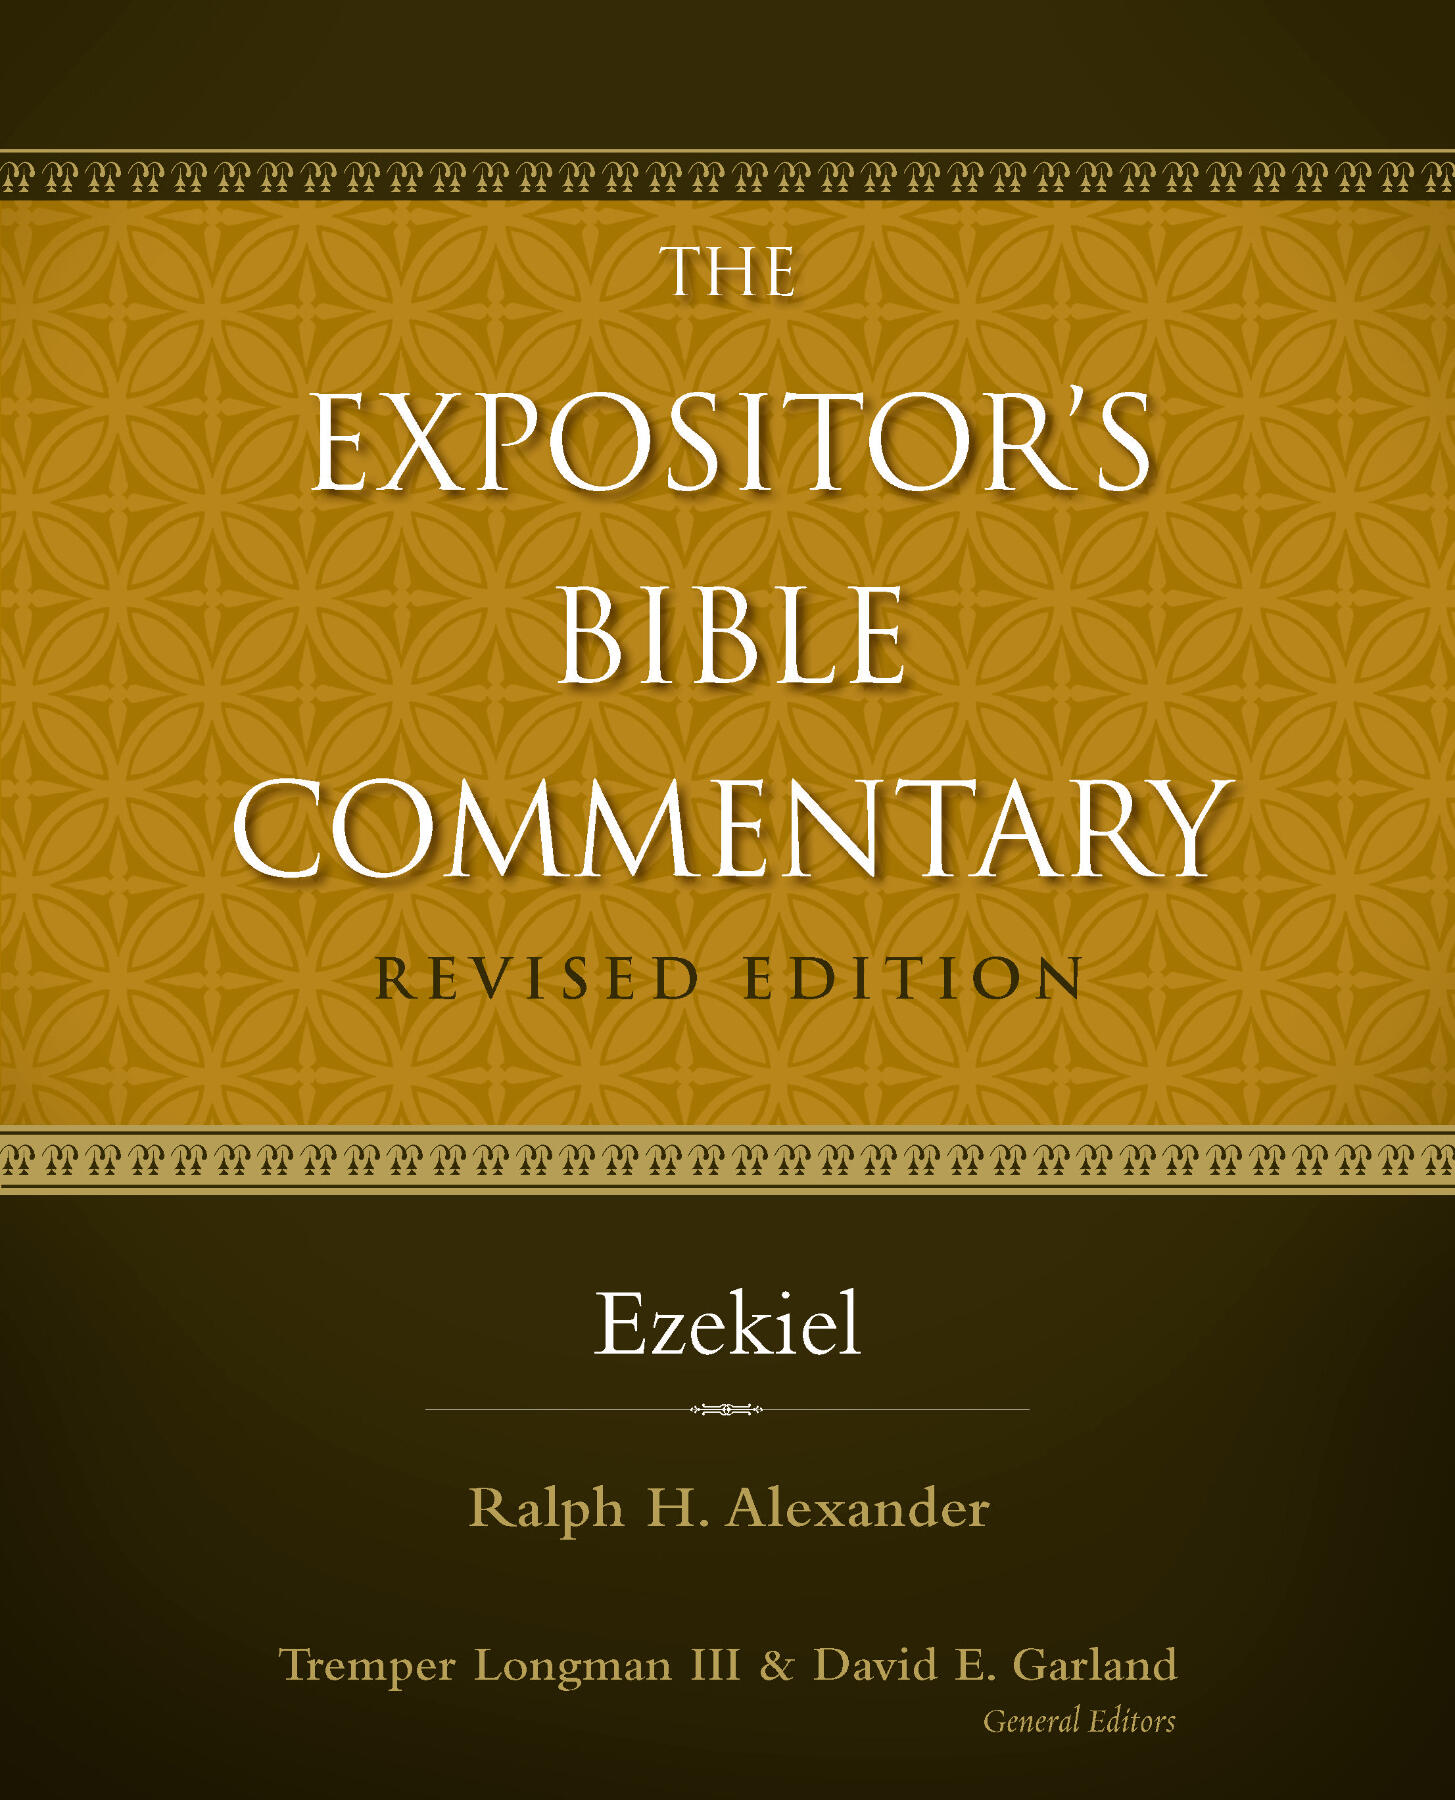 THE
EXPOSITOR'S
BIBLE
COMMENTARY
REVISED EDITION
Ezekiel
Ralph H. Alexander
Tremper Longman III & David E. Garland
General Editors